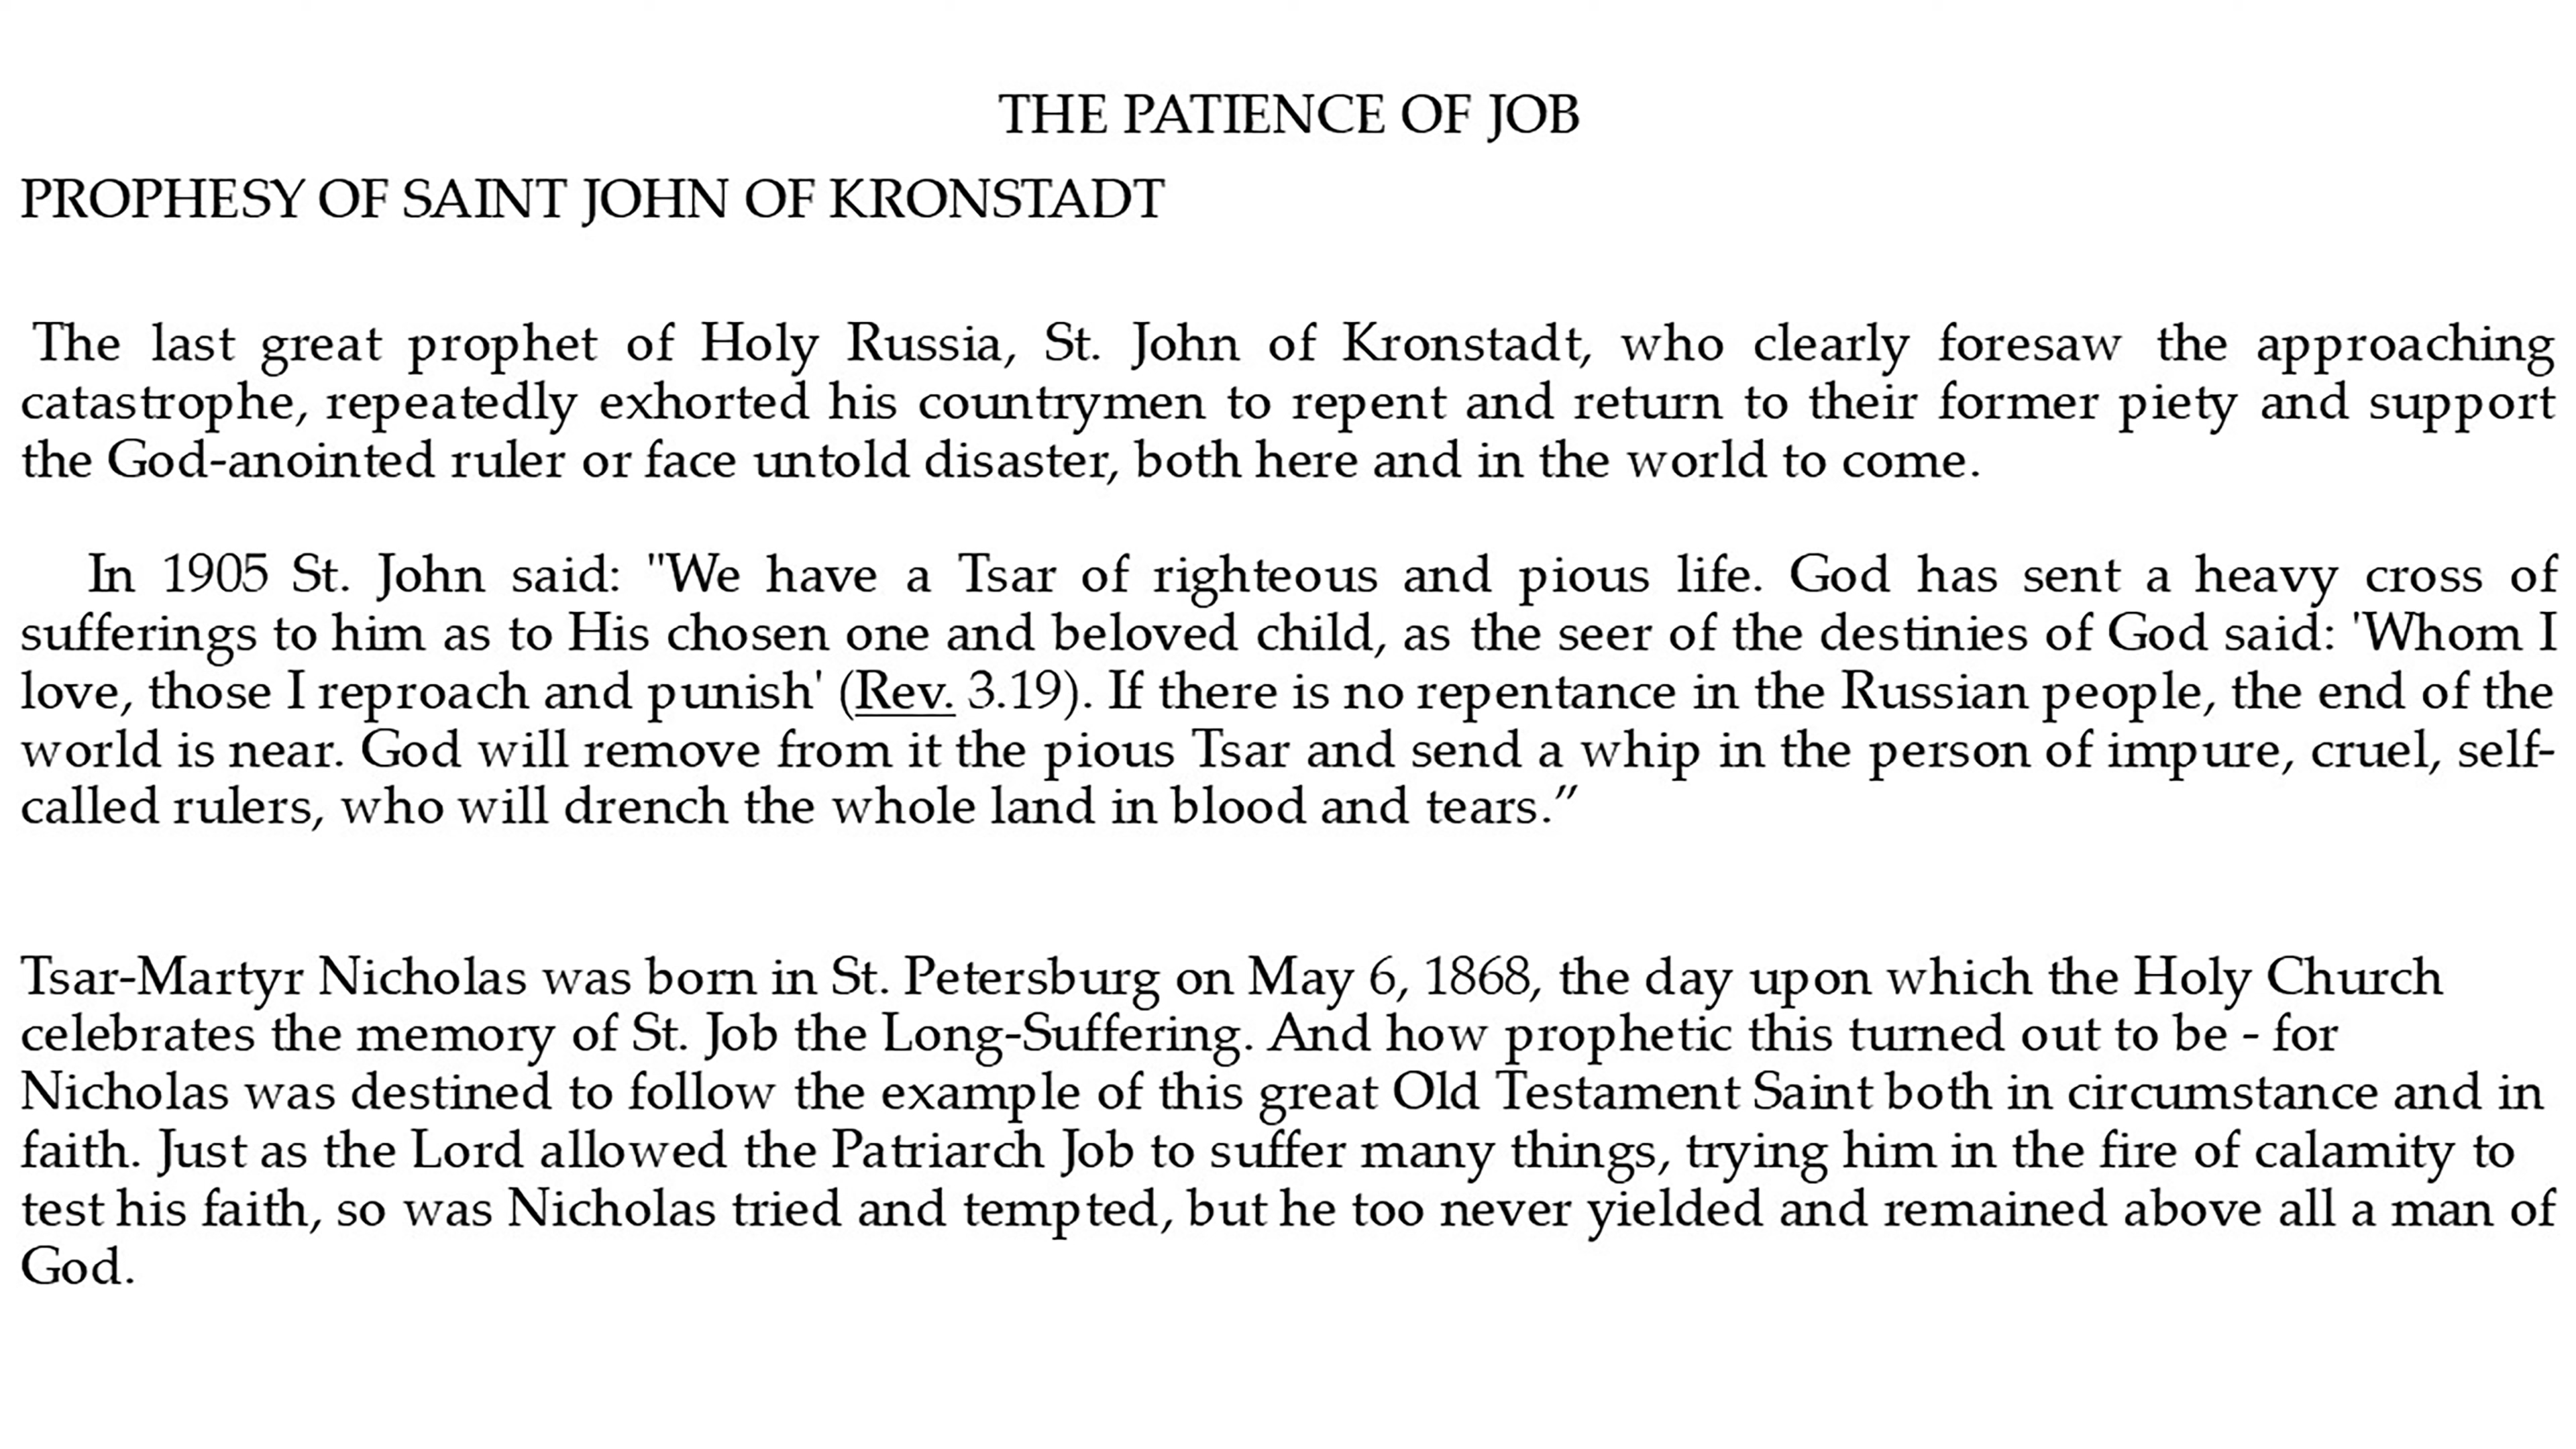 THE PATIENCE OF JOB
PROPHESY OF SAINT JOHN OF KRONSTADT
The last great prophet of Holy Russia, St. John of Kronstadt, who clearly foresaw the approaching
catastrophe, repeatedly exhorted his countrymen to repent and return to their former piety and support
the God-anointed ruler or face untold disaster, both here and in the world to come.
In 1905 St. John said: "We have a Tsar of righteous and pious life. God has sent a heavy cross of
sufferings to him as to His chosen one and beloved child, as the seer of the destinies of God said: 'Whom I
love, those I reproach and punish' (Rev. 3.19). If there is no repentance in the Russian people, the end of the
world is near. God will remove from it the pious Tsar and send a whip in the person of impure, cruel, self-
called rulers, who will drench the whole land in blood and tears.”
Tsar-Martyr Nicholas was born in St. Petersburg on May 6, 1868, the day upon which the Holy Church
celebrates the memory of St. Job the Long-Suffering. And how prophetic this turned out to be - for
Nicholas was destined to follow the example of this great Old Testament Saint both in circumstance and in
faith. Just as the Lord allowed the Patriarch Job to suffer many things, trying him in the fire of calamity to
test his faith, so was Nicholas tried and tempted, but he too never yielded and remained above all a man of
God.